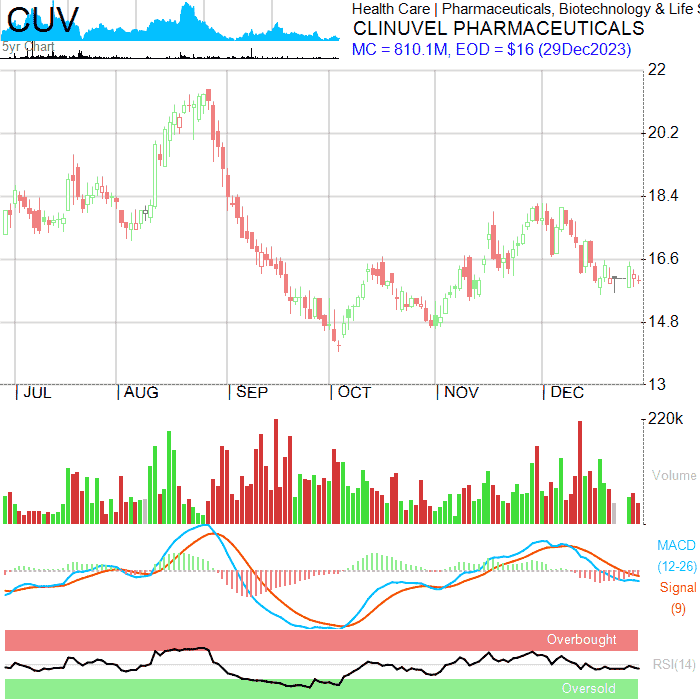 CUV
5yr Chart
Health Care | Pharmaceuticals, Biotechnology & Life S
CLINUVEL PHARMACEUTICALS
MC = 810.1M, EOD = $16 (29Dec2023)
22
20.2
18.4
16.6
14.8
13
| JUL | AUG | SEP | OCT | NOV | DEC
220k
Volume
MACD
(12-26)
Signal
(9)
Overbought
RSI(14)
Oversold